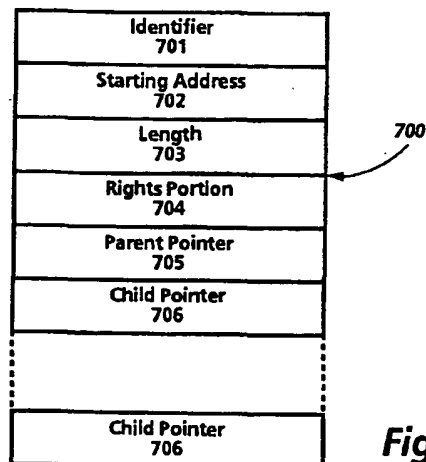 Identifier
701
Starting Address
702
Length
703
700
Rights Portion
704
Parent Pointer
705
Child Pointer
706
Child Pointer
706
Fig